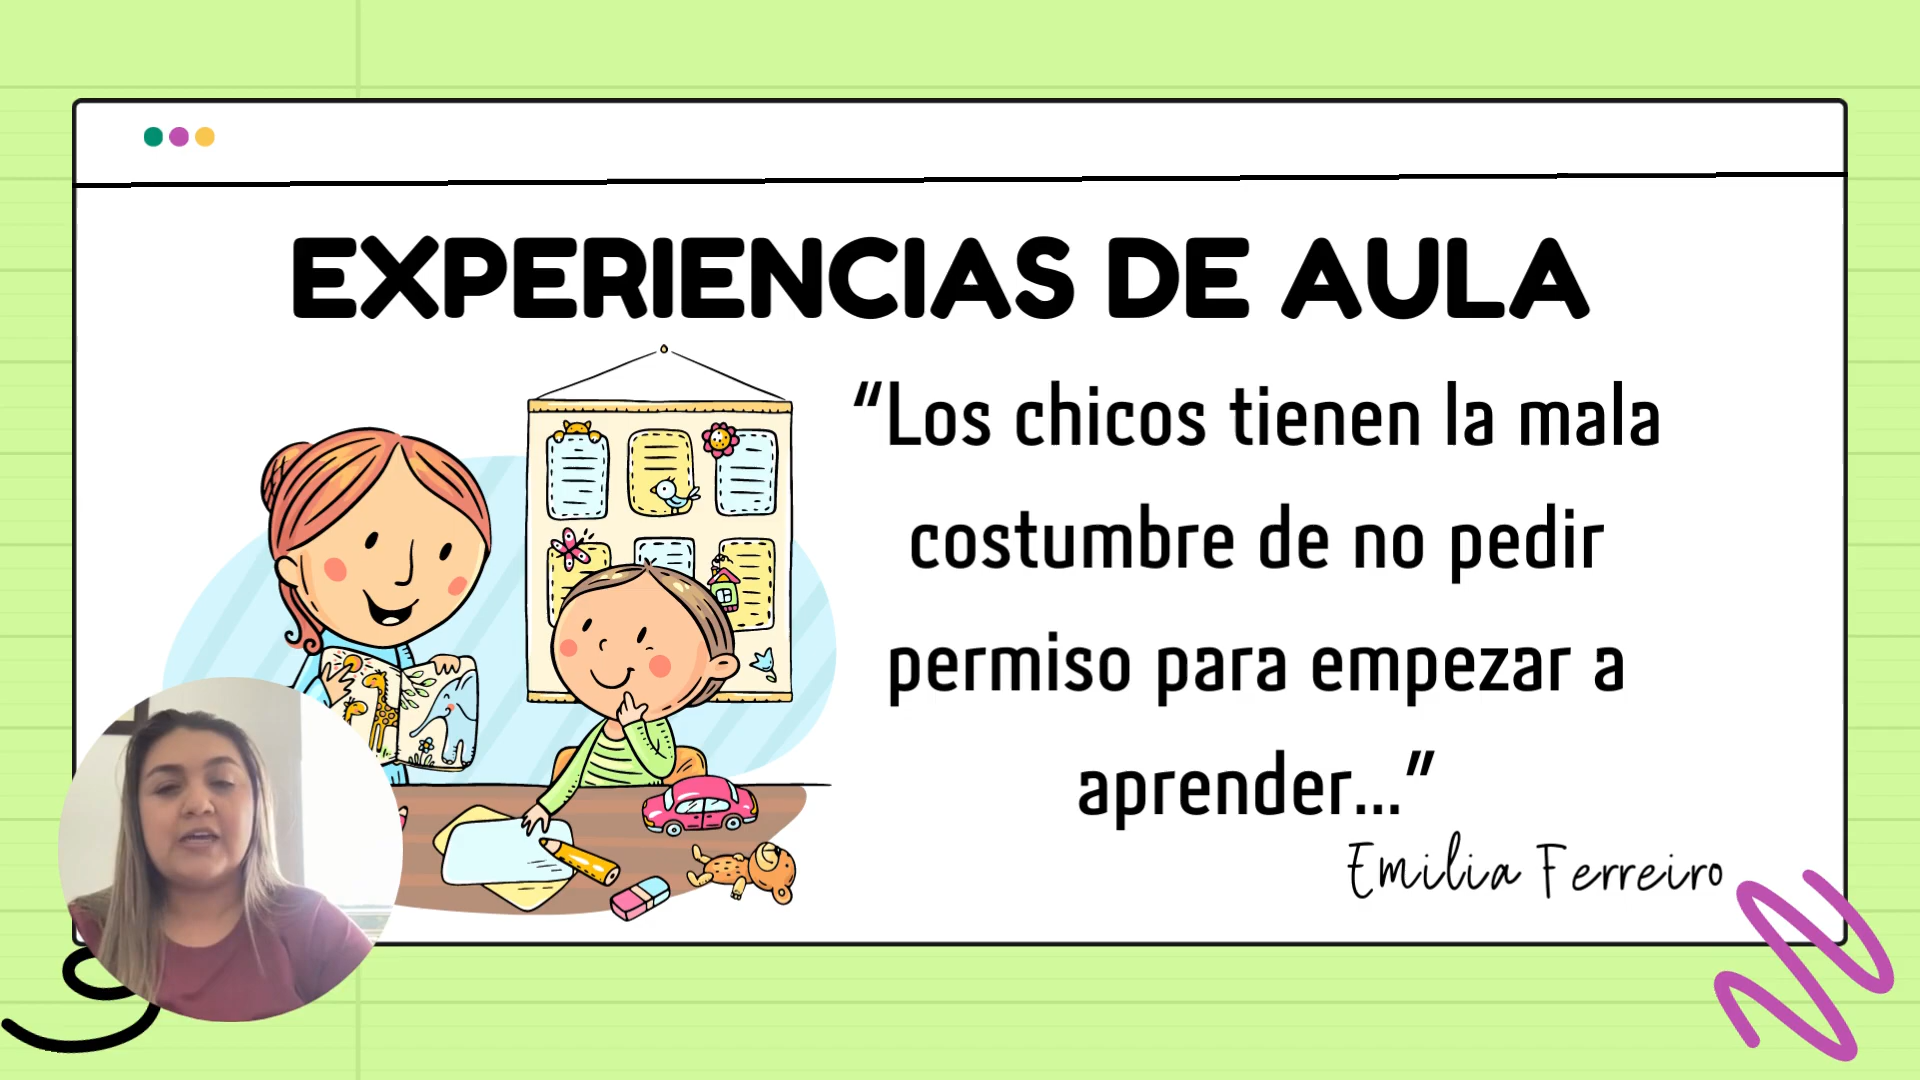 EXPERIENCIAS DE AULA
“Los chicos tienen la mala
costumbre de no pedir
permiso para empezar a
aprender...”
Emilia Ferreiro